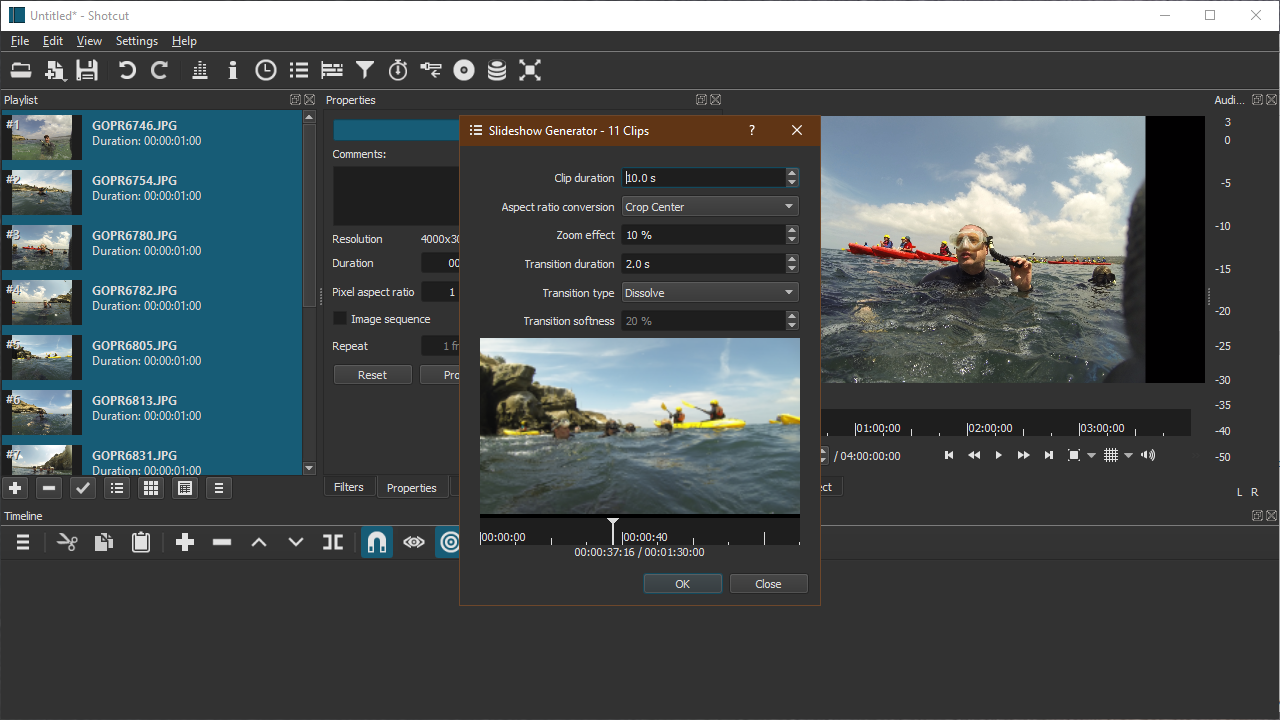 Untitled* - Shotcut
File Edit View Settings Help
Playlist
#1
GOPR6746.JPG
Duration: 00:00:01:00
#2
GOPR6754.JPG
Duration: 00:00:01:00
#3
GOPR6780.JPG
Duration: 00:00:01:00
#4
GOPR6782.JPG
Duration: 00:00:01:00
#5
GOPR6805.JPG
Duration: 00:00:01:00
#6
GOPR6813.JPG
Duration: 00:00:01:00
#7
GOPR6831.JPG
Duration: 00:00:01:00
Properties
Comments:
Resolution 4000x30
Duration 00
Pixel aspect ratio 1
Image sequence
Repeat 1 fr
Reset Pro
Filters Properties
Slideshow Generator - 11 Clips ?
Clip duration 10.0 s
Aspect ratio conversion Crop Center
Zoom effect 10 %
Transition duration 2.0 s
Transition type Dissolve
Transition softness 20 %
00:00:00 00:00:40
00:00:37:16 / 00:01:30:00
OK Close
01:00:00 02:00:00 03:00:00
/ 04:00:00:00
ect
Audi...
3
0
-5
-10
-15
-20
-25
-30
-35
-40
-50
L R
Timeline